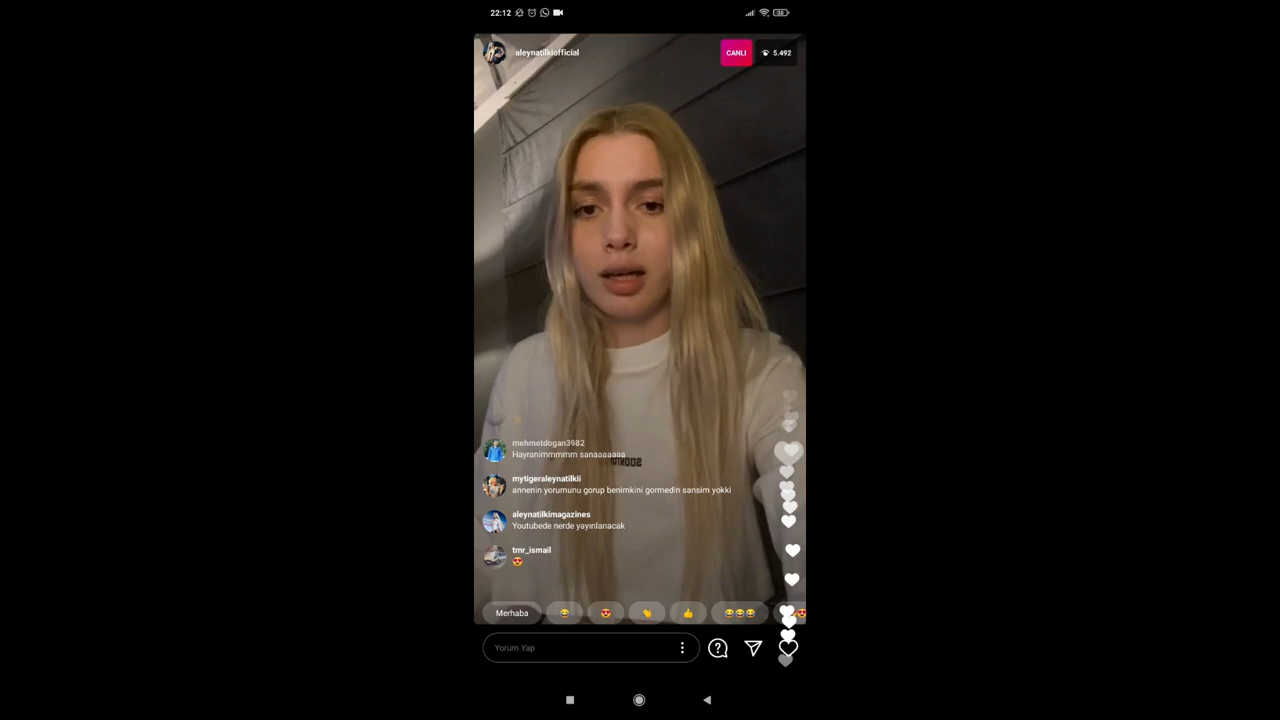 22:12
aleynatilkiofficial
CANLI
5.492
mehmetdogan3982
Hayranimmmmm sanaaaaaaa
mytigeraleynatilkii
annenin yorumunu gorup benimkini gormedin sansim yokki
aleynatilkimagazines
Youtubede nerde yayınlanacak
tmr_ismail
😍
Merhaba 😂 😍 👏 👍 😂😂😂
Yorum Yap